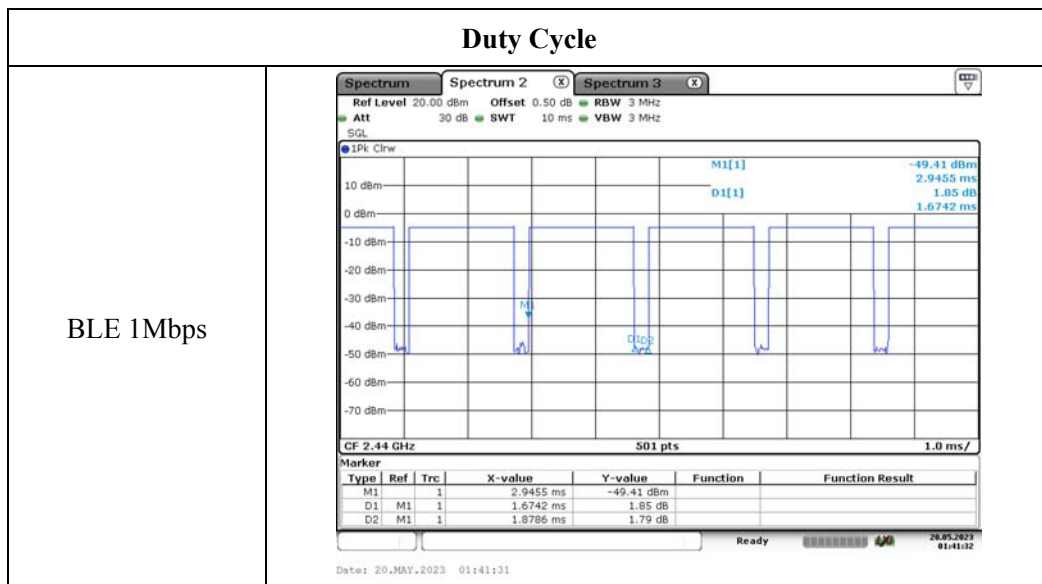 Duty Cycle
BLE 1Mbps
Spectrum Spectrum 2 X Spectrum 3 X
Ref Level 20.00 dBm Offset 0.50 dB RBW 3 MHz
Att 30 dB SWT 10 ms VBW 3 MHz
SGL
1Pk Clrw
M1[1] -49.41 dBm
2.9455 ms
10 dBm
D1[1] 1.85 dB
1.6742 ms
0 dBm
-10 dBm
-20 dBm
-30 dBm
M1
-40 dBm
D1 D2
-50 dBm
-60 dBm
-70 dBm
CF 2.44 GHz 501 pts 1.0 ms/
Marker
Type Ref Trc X-value Y-value Function Function Result
M1 1 2.9455 ms -49.41 dBm
D1 M1 1 1.6742 ms 1.85 dB
D2 M1 1 1.8786 ms 1.79 dB
Ready 20.05.2023
01:41:32
Date: 20.MAY.2023 01:41:31